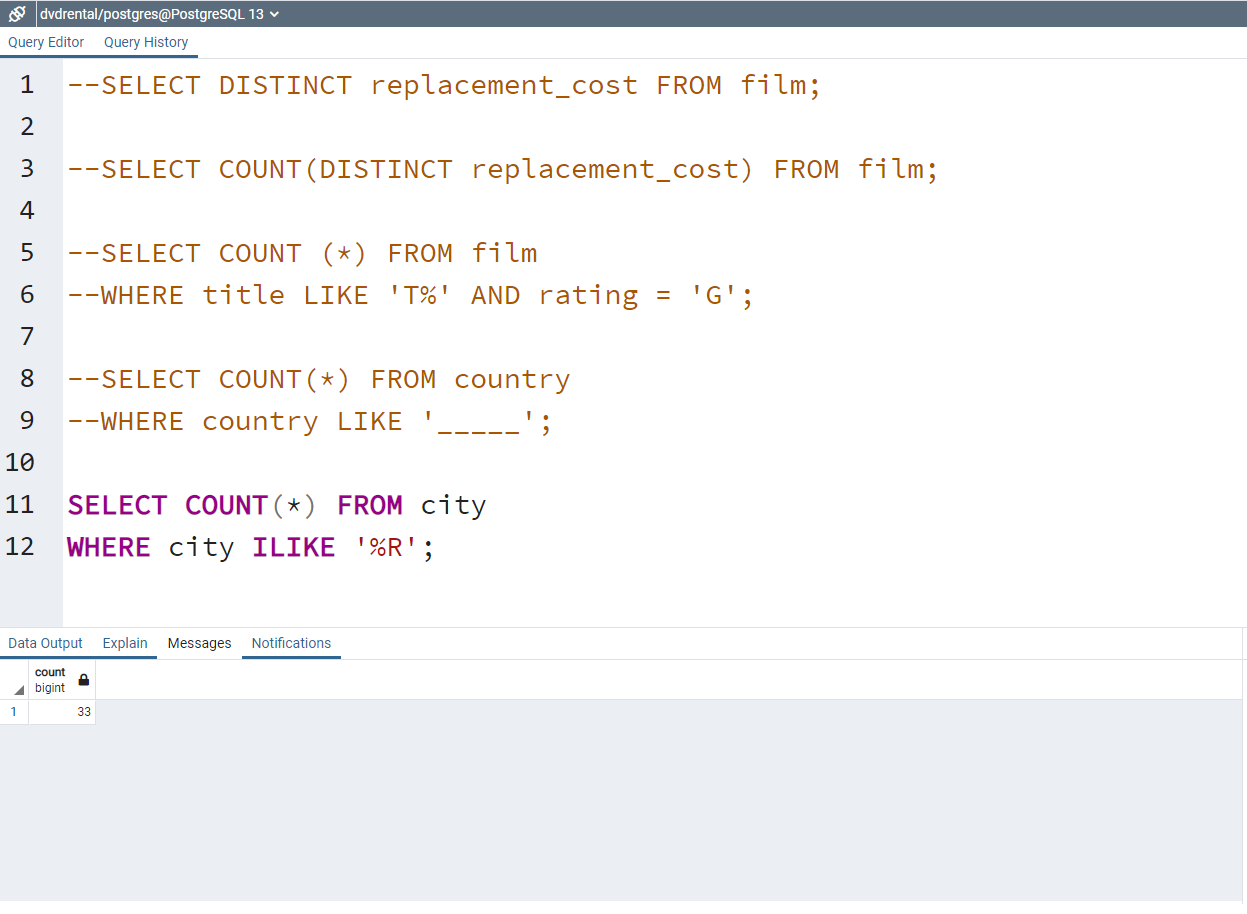 dvdrental/postgres@PostgreSQL 13
Query Editor Query History
1 --SELECT DISTINCT replacement_cost FROM film;
2
3 --SELECT COUNT(DISTINCT replacement_cost) FROM film;
4
5 --SELECT COUNT (*) FROM film
6 --WHERE title LIKE 'T%' AND rating = 'G';
7
8 --SELECT COUNT(*) FROM country
9 --WHERE country LIKE '_____';
10
11 SELECT COUNT(*) FROM city
12 WHERE city ILIKE '%R';
Data Output Explain Messages Notifications
count
bigint
1 33